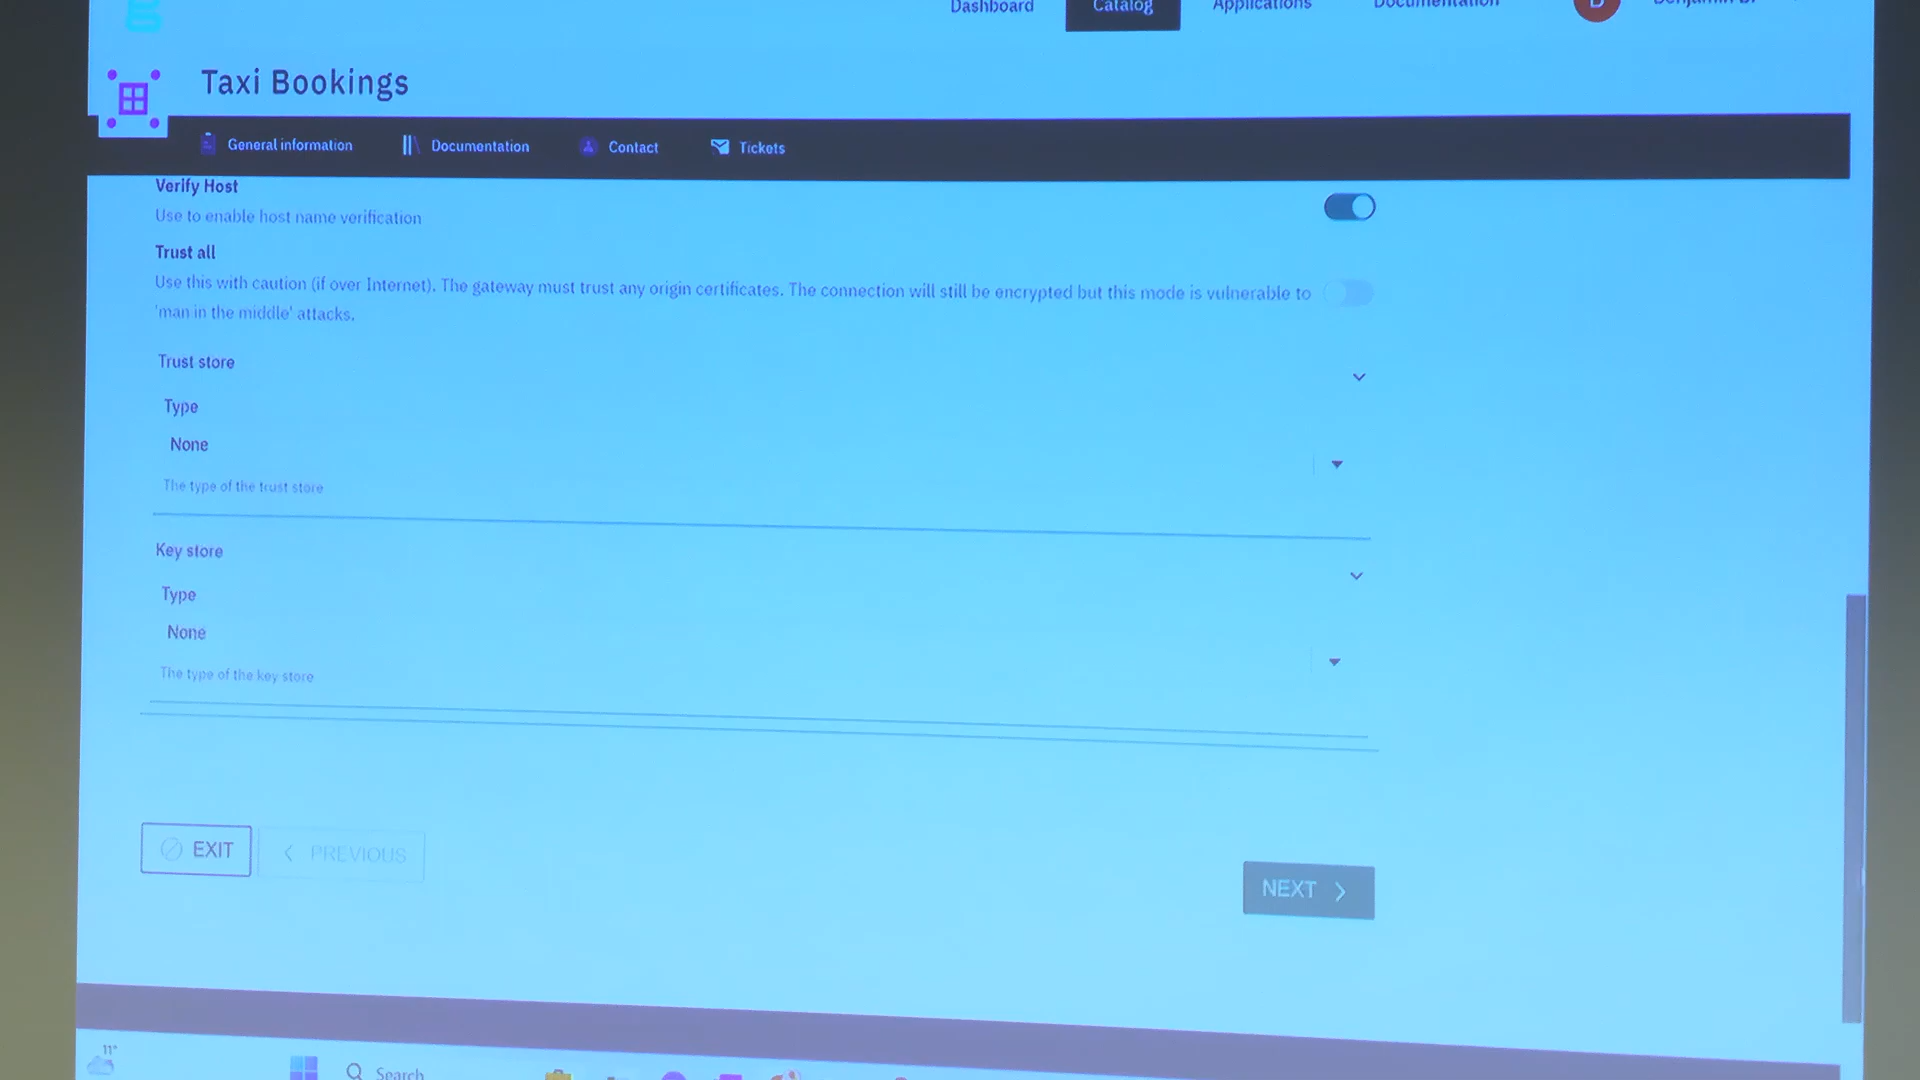 Dashboard
Catalog
Applications
Documentation
Taxi Bookings
General information
Documentation
Contact
Tickets
Verify Host
Use to enable host name verification
Trust all
Use this with caution (if over Internet). The gateway must trust any origin certificates. The connection will still be encrypted but this mode is vulnerable to
'man in the middle' attacks.
Trust store
Type
None
The type of the trust store
Key store
Type
None
The type of the key store
EXIT
PREVIOUS
NEXT
11°
Search